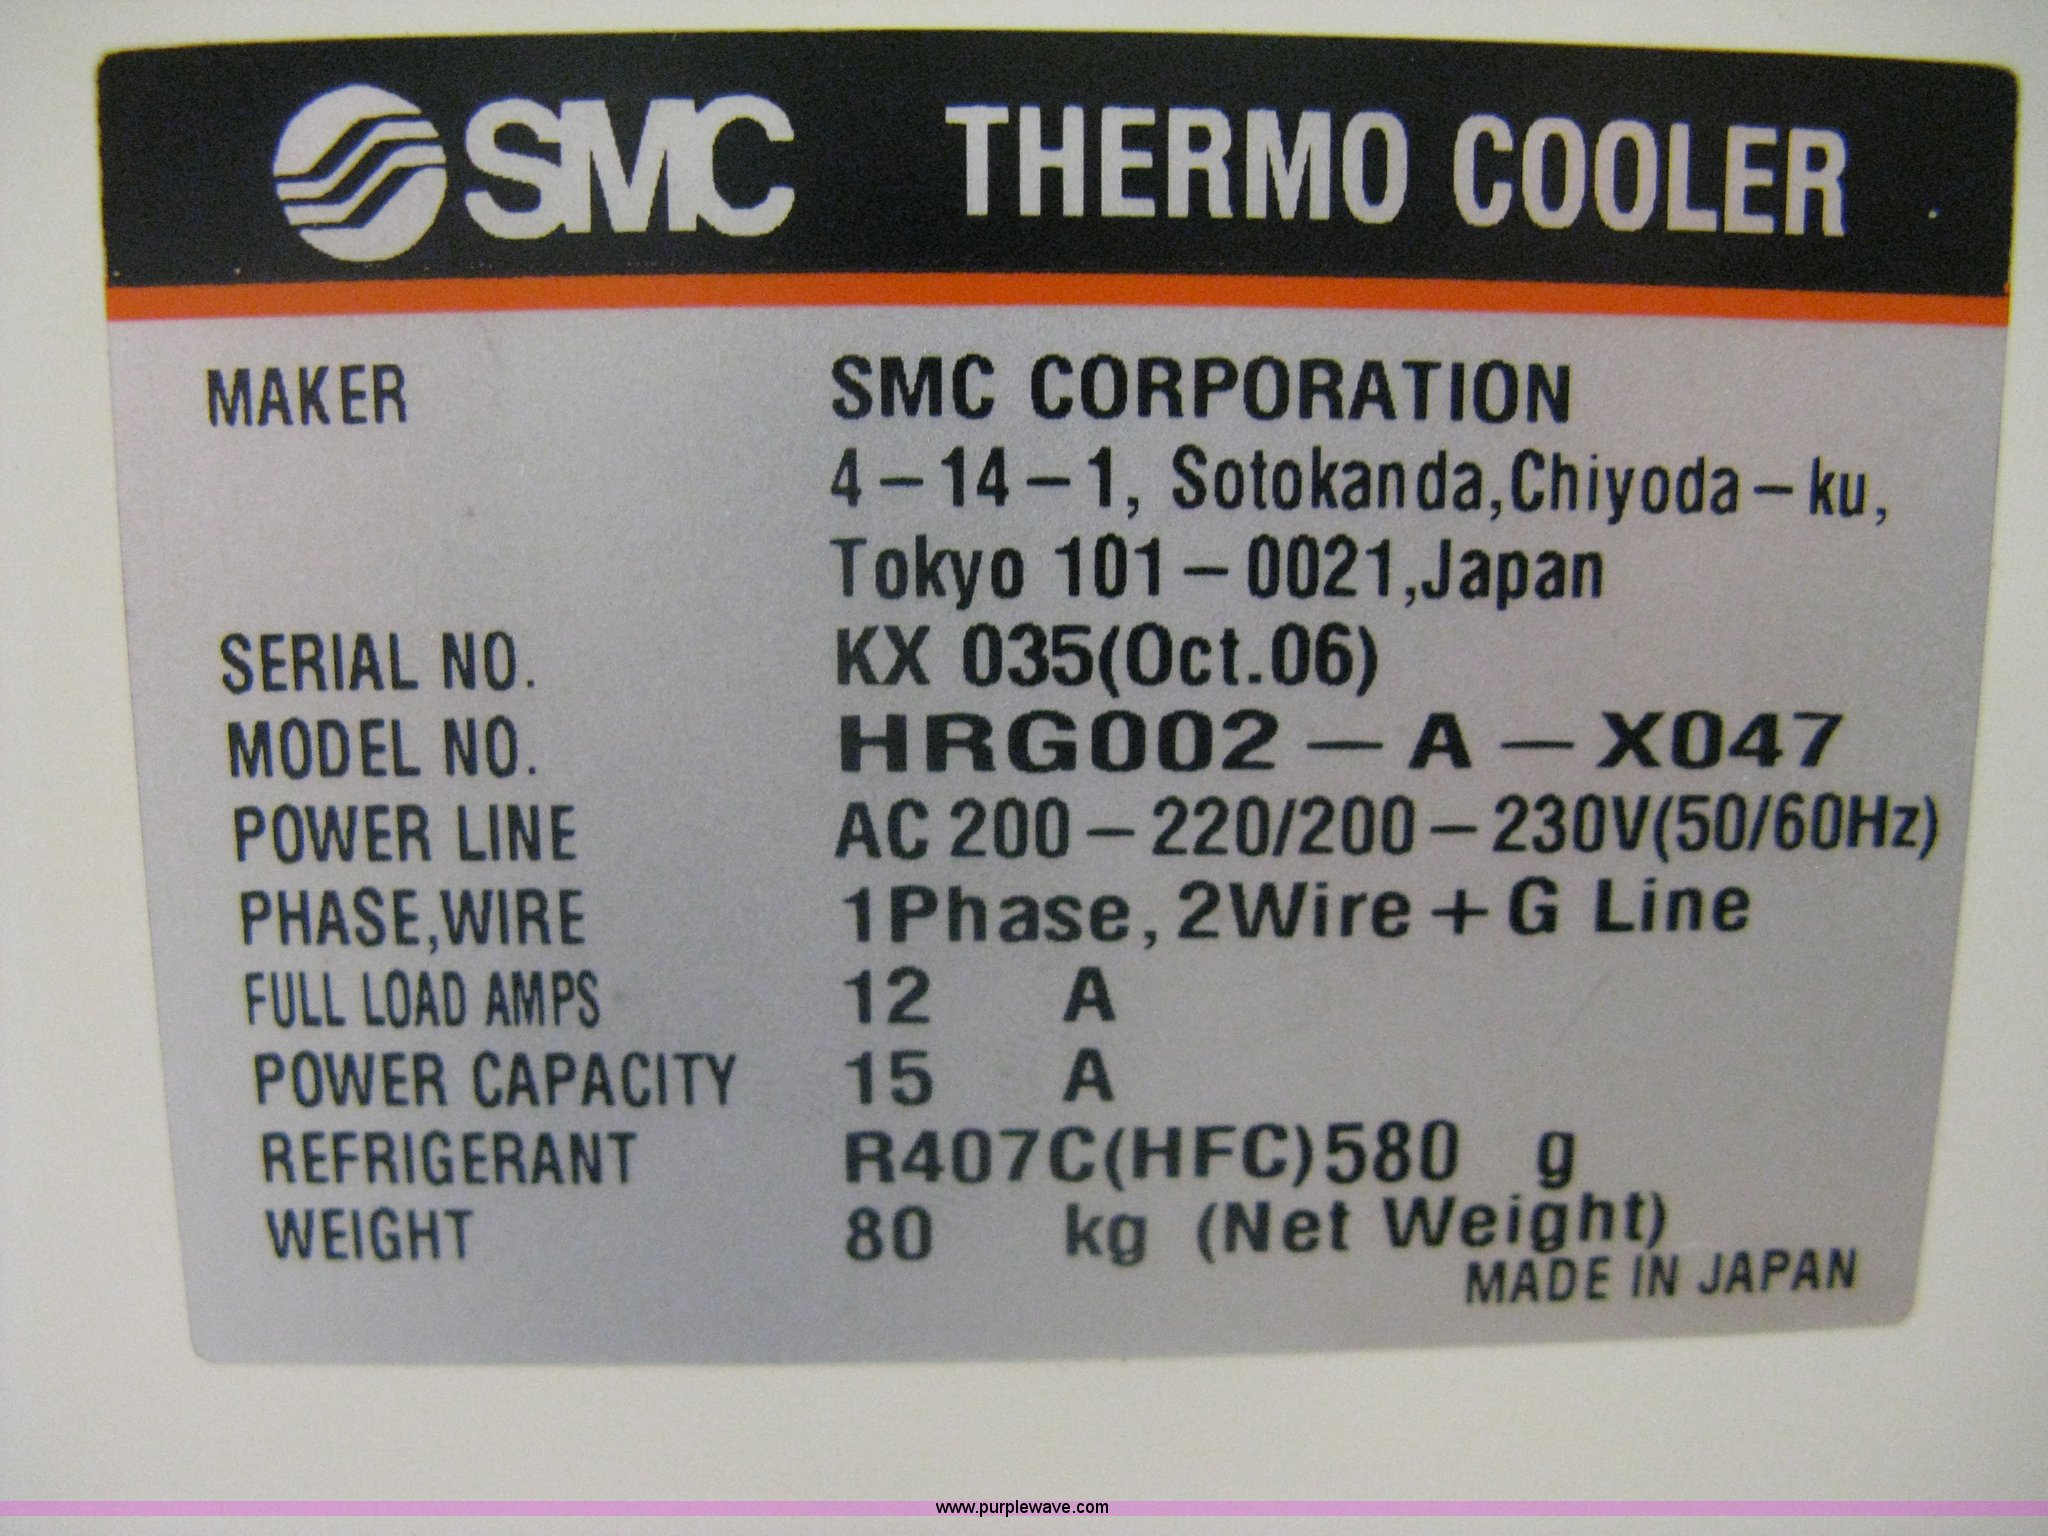 SMC THERMO COOLER
MAKER SMC CORPORATION
4-14-1, Sotokanda,Chiyoda-ku,
Tokyo 101-0021,Japan
SERIAL NO. KX 035(Oct.06)
MODEL NO. HRG002-A-X047
POWER LINE AC 200-220/200-230V(50/60Hz)
PHASE,WIRE 1Phase, 2Wire+G Line
FULL LOAD AMPS 12 A
POWER CAPACITY 15 A
REFRIGERANT R407C(HFC)580 g
WEIGHT 80 kg (Net Weight)
MADE IN JAPAN
www.purplewave.com